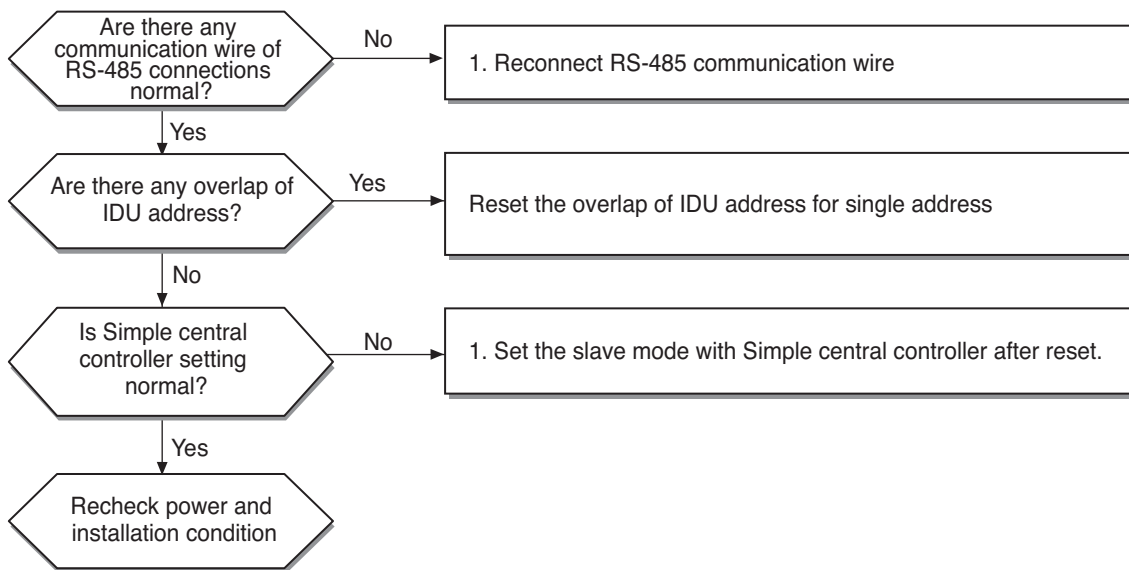 Are there any
communication wire of
RS-485 connections
normal?
No
1. Reconnect RS-485 communication wire
Yes
Are there any overlap of
IDU address?
Yes
Reset the overlap of IDU address for single address
No
Is Simple central
controller setting
normal?
No
1. Set the slave mode with Simple central controller after reset.
Yes
Recheck power and
installation condition